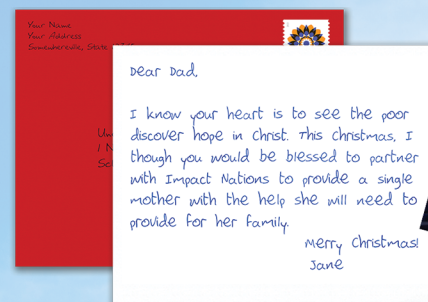 Your Name
Your Address
Somewhersville, State
Dear Dad,
I know your heart is to see the poor
discover hope in Christ. This Christmas, I
though you would be blessed to partner
with Impact Nations to provide a single
mother with the help she will need to
provide for her family.
Merry Christmas!
Jane